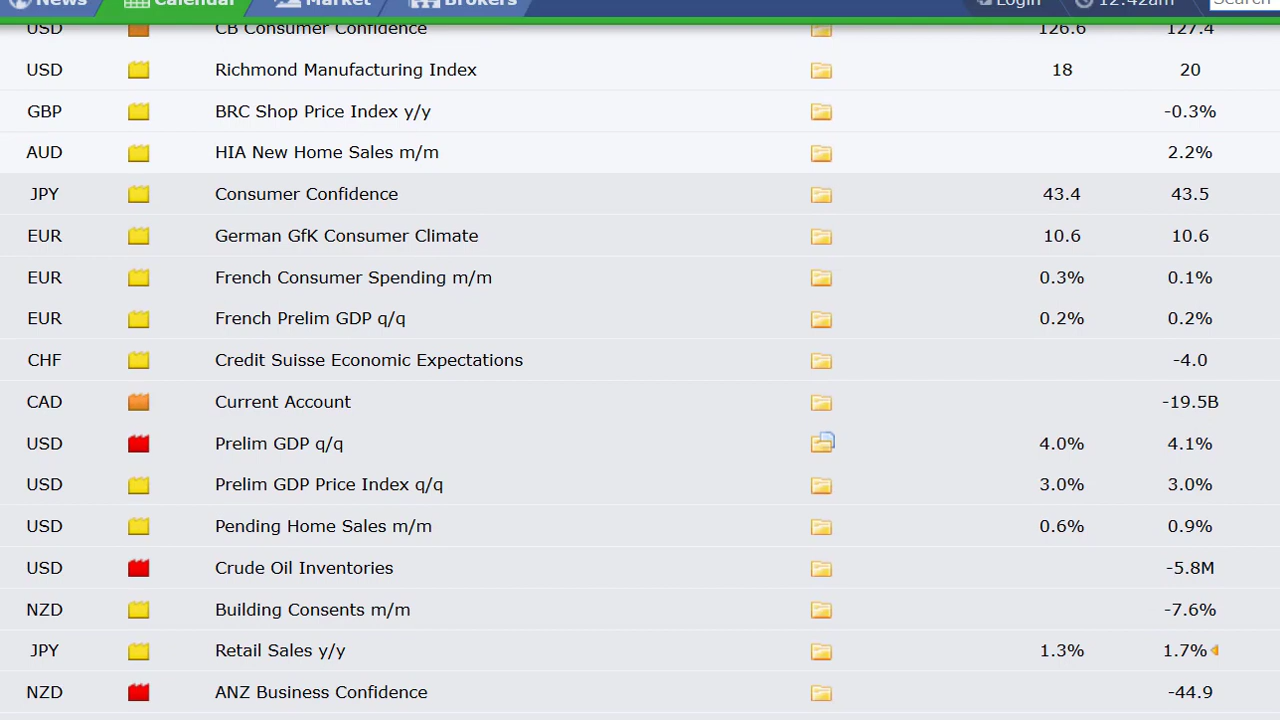 News Calendar Market Brokers Login 12:42am Search
USD CB Consumer Confidence 126.6 127.4
USD Richmond Manufacturing Index 18 20
GBP BRC Shop Price Index y/y -0.3%
AUD HIA New Home Sales m/m 2.2%
JPY Consumer Confidence 43.4 43.5
EUR German GfK Consumer Climate 10.6 10.6
EUR French Consumer Spending m/m 0.3% 0.1%
EUR French Prelim GDP q/q 0.2% 0.2%
CHF Credit Suisse Economic Expectations -4.0
CAD Current Account -19.5B
USD Prelim GDP q/q 4.0% 4.1%
USD Prelim GDP Price Index q/q 3.0% 3.0%
USD Pending Home Sales m/m 0.6% 0.9%
USD Crude Oil Inventories -5.8M
NZD Building Consents m/m -7.6%
JPY Retail Sales y/y 1.3% 1.7%
NZD ANZ Business Confidence -44.9